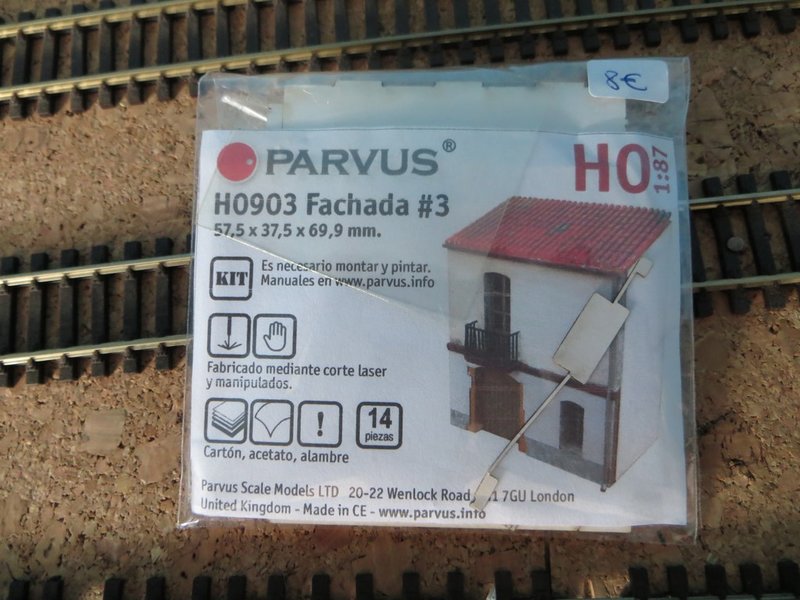 8€
PARVUS®
H0 1:87
H0903 Fachada #3
57,5 x 37,5 x 69,9 mm.
KIT
Es necesario montar y pintar.
Manuales en www.parvus.info
Fabricado mediante corte laser
y manipulados.
!
14
piezas
Cartón, acetato, alambre
Parvus Scale Models LTD 20-22 Wenlock Road, 7GU London
United Kingdom - Made in CE - www.parvus.info